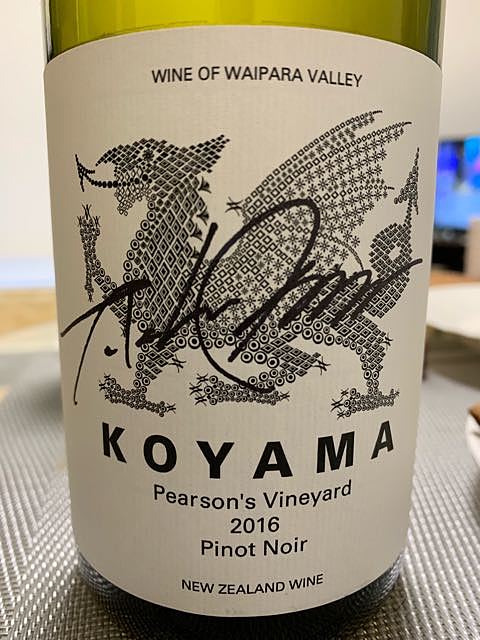 WINE OF WAIPARA VALLEY
KOYAMA
Pearson's Vineyard
2016
Pinot Noir
NEW ZEALAND WINE